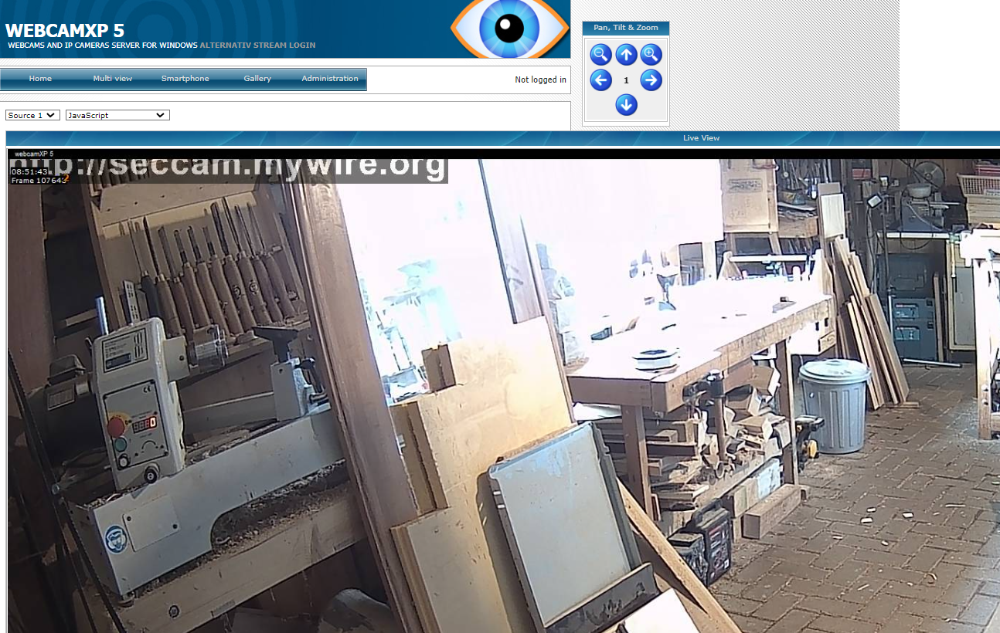 WEBCAMXP 5
WEBCAMS AND IP CAMERAS SERVER FOR WINDOWS ALTERNATIV STREAM LOGIN
Pan, Tilt & Zoom
1
Home Multi view Smartphone Gallery Administration
Not logged in
Source 1 JavaScript
Live View
webcamXP 5
http://seccam.mywire.org
08:51:43
Frame 10764
CE